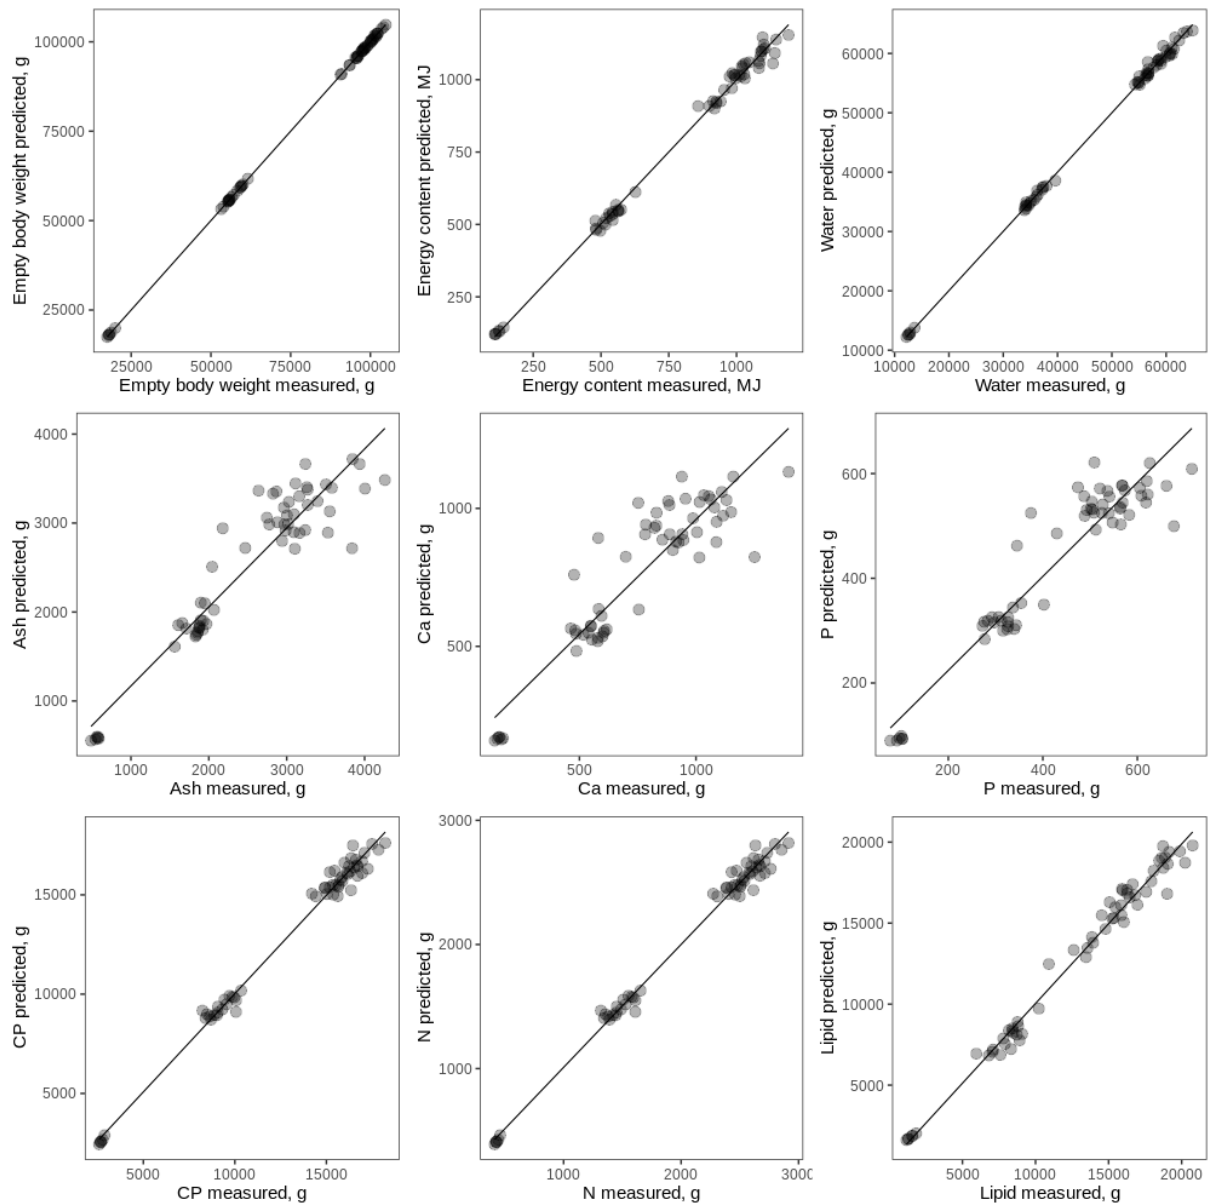 Empty body weight predicted, g
100000
75000
50000
25000
25000 50000 75000 100000
Empty body weight measured, g
Energy content predicted, MJ
1000
750
500
250
250 500 750 1000
Energy content measured, MJ
Water predicted, g
60000
50000
40000
30000
20000
10000
10000 20000 30000 40000 50000 60000
Water measured, g
Ash predicted, g
4000
3000
2000
1000
1000 2000 3000 4000
Ash measured, g
Ca predicted, g
1000
500
500 1000
Ca measured, g
P predicted, g
600
400
200
200 400 600
P measured, g
CP predicted, g
15000
10000
5000
5000 10000 15000
CP measured, g
N predicted, g
3000
2000
1000
1000 2000 3000
N measured, g
Lipid predicted, g
20000
15000
10000
5000
5000 10000 15000 20000
Lipid measured, g